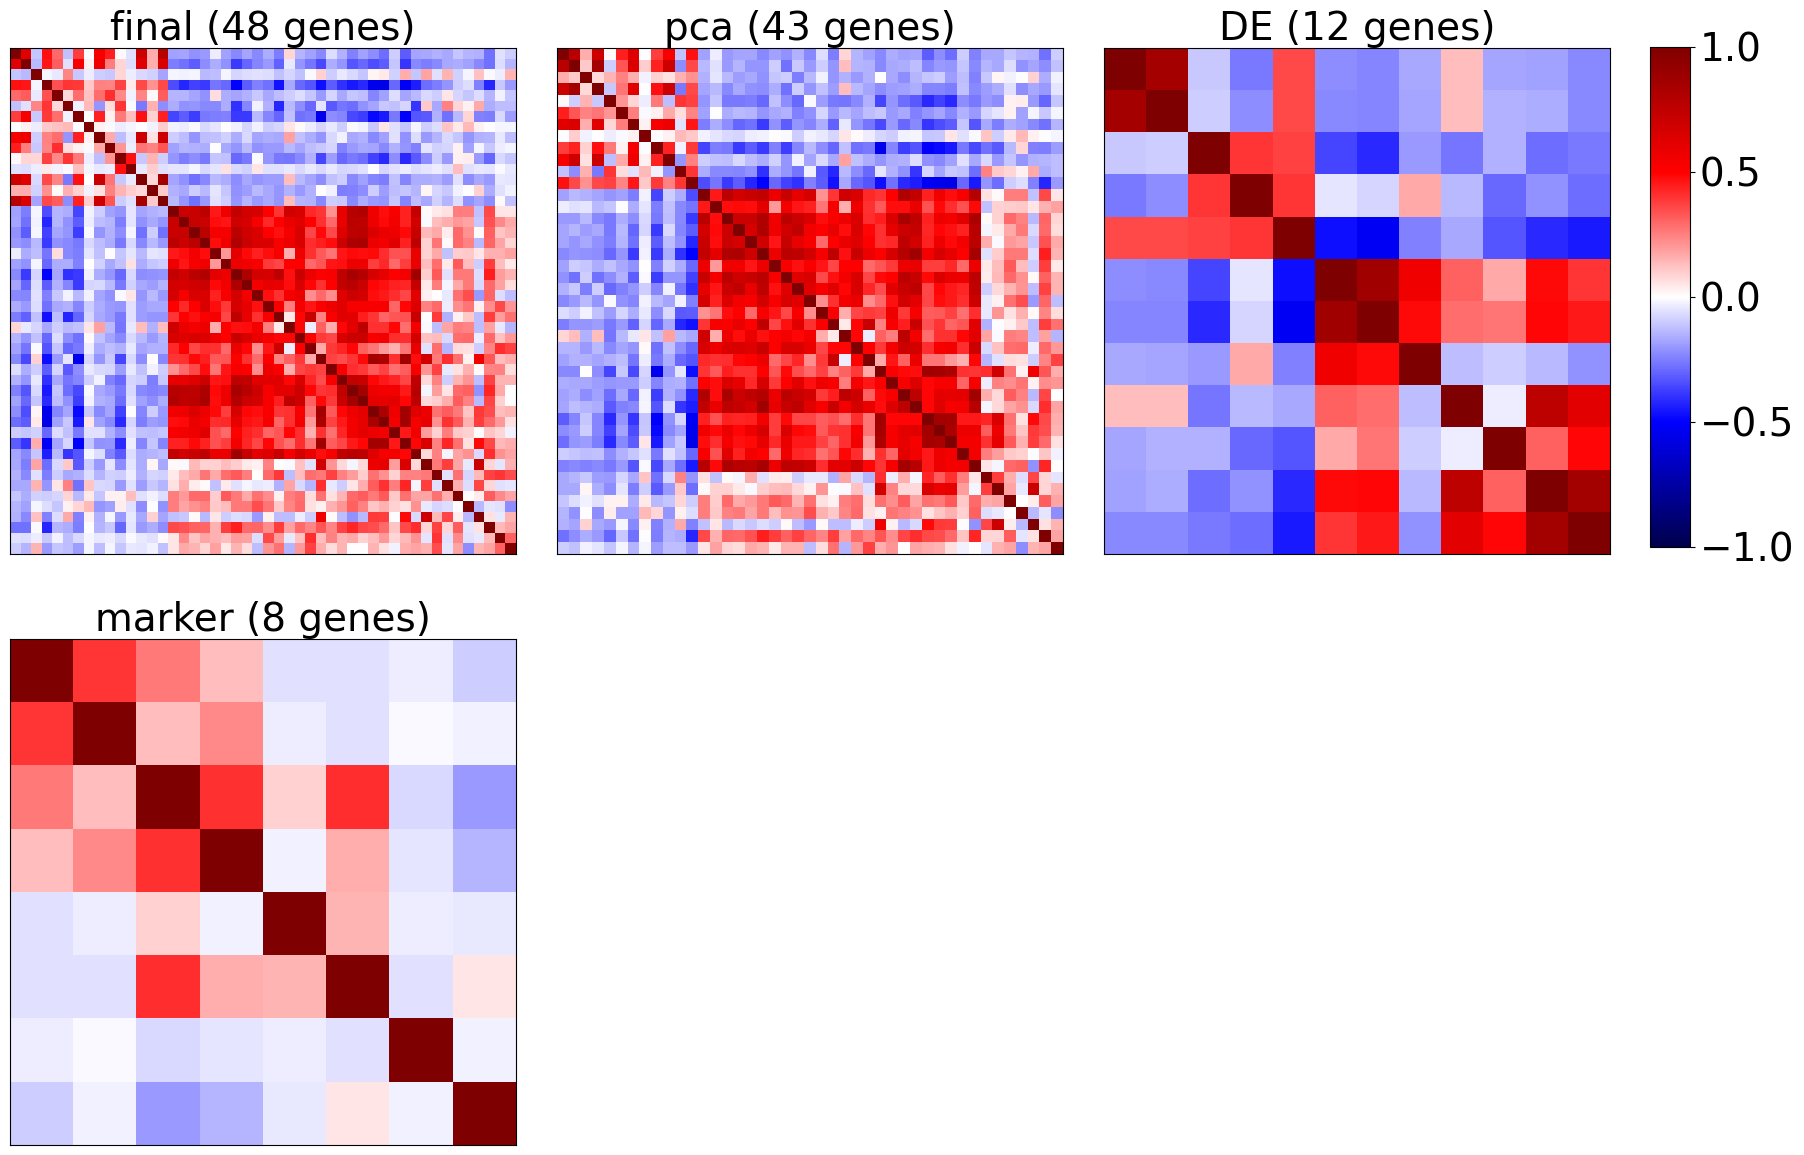 final (48 genes)
pca (43 genes)
DE (12 genes)
1.0
0.5
0.0
−0.5
−1.0
marker (8 genes)